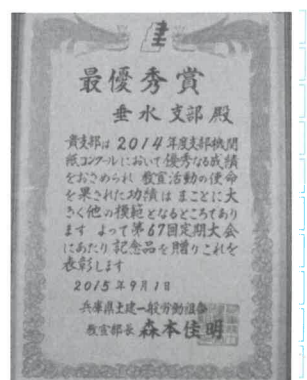 最優秀賞
垂水支部殿
貴支部は2014年度支部機関
紙コンクールにおいて優秀なる成績
をおさめられ 教宣活動の使命
を果された功績はまことに大
きく他の模範となるところであり
ます よって第67回定期大会
にあたり記念品を贈りこれを
表彰します
2015年9月1日
兵庫県土建一般労働組合
教宣部長 森本佳明